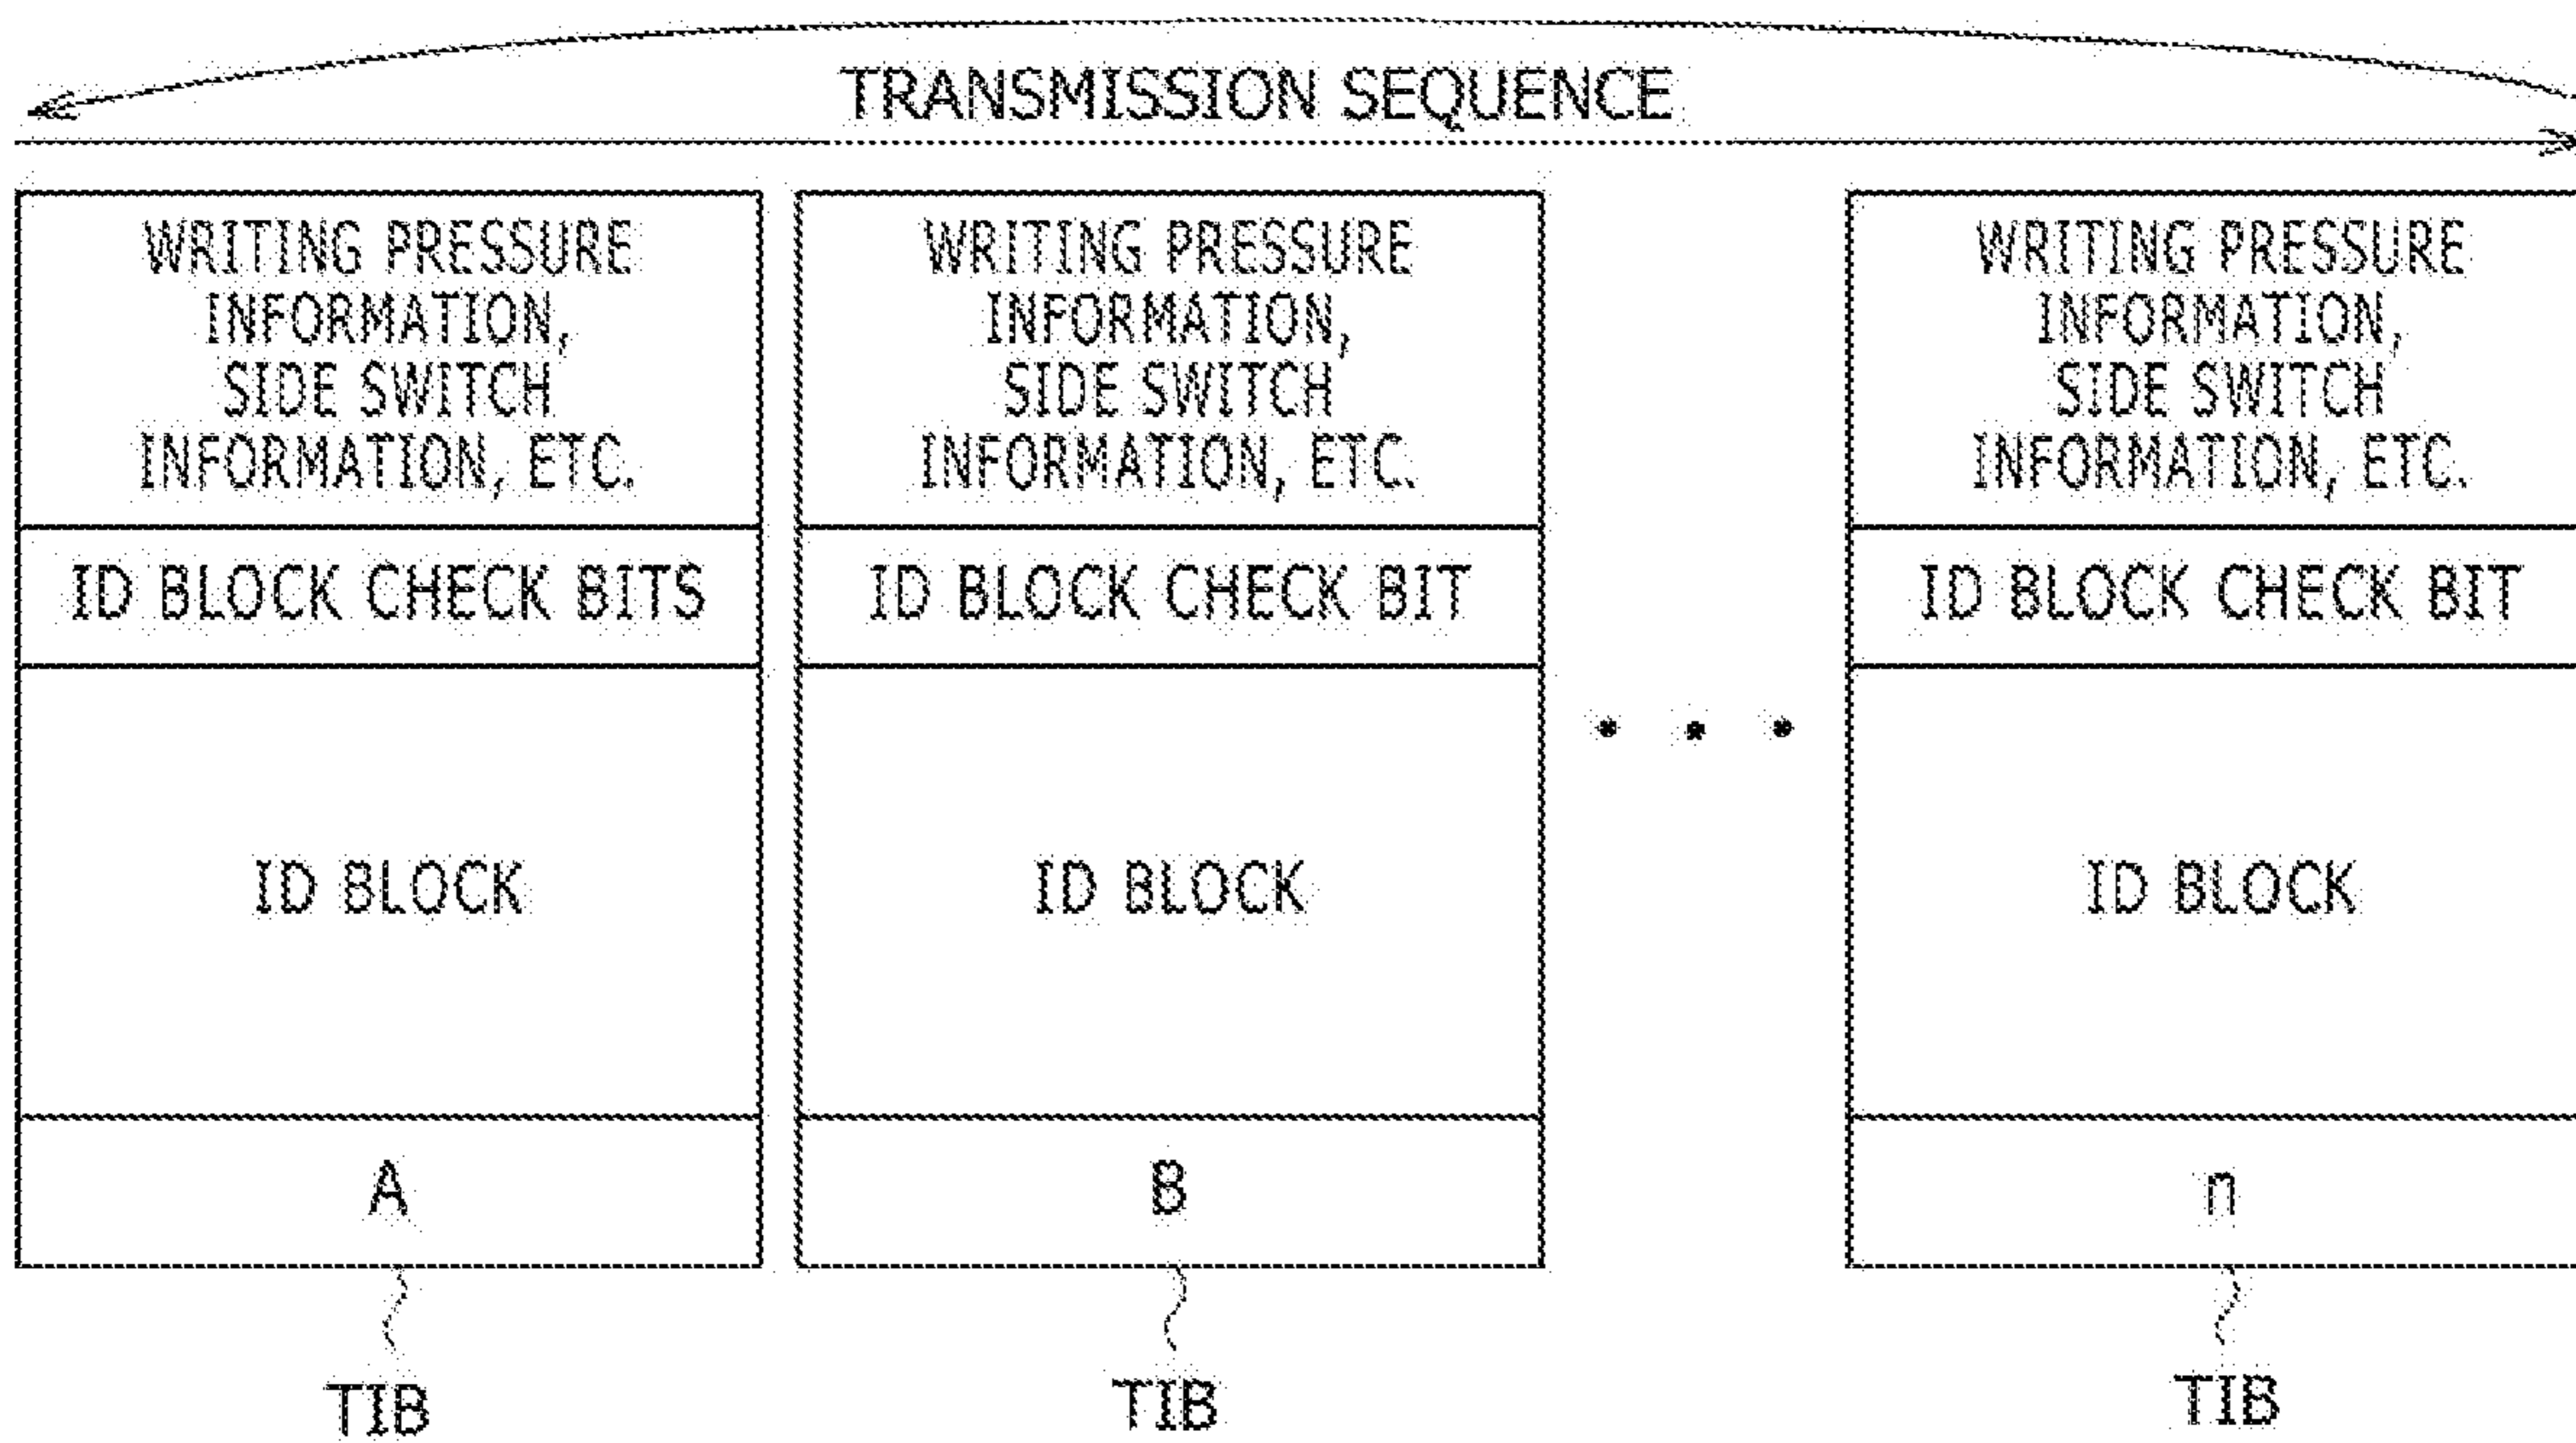 TRANSMISSION SEQUENCE
WRITING PRESSURE
INFORMATION,
SIDE SWITCH
INFORMATION, ETC.
ID BLOCK CHECK BITS
ID BLOCK
A
TIB
WRITING PRESSURE
INFORMATION,
SIDE SWITCH
INFORMATION, ETC.
ID BLOCK CHECK BIT
ID BLOCK
B
TIB
WRITING PRESSURE
INFORMATION,
SIDE SWITCH
INFORMATION, ETC.
ID BLOCK CHECK BIT
ID BLOCK
n
TIB